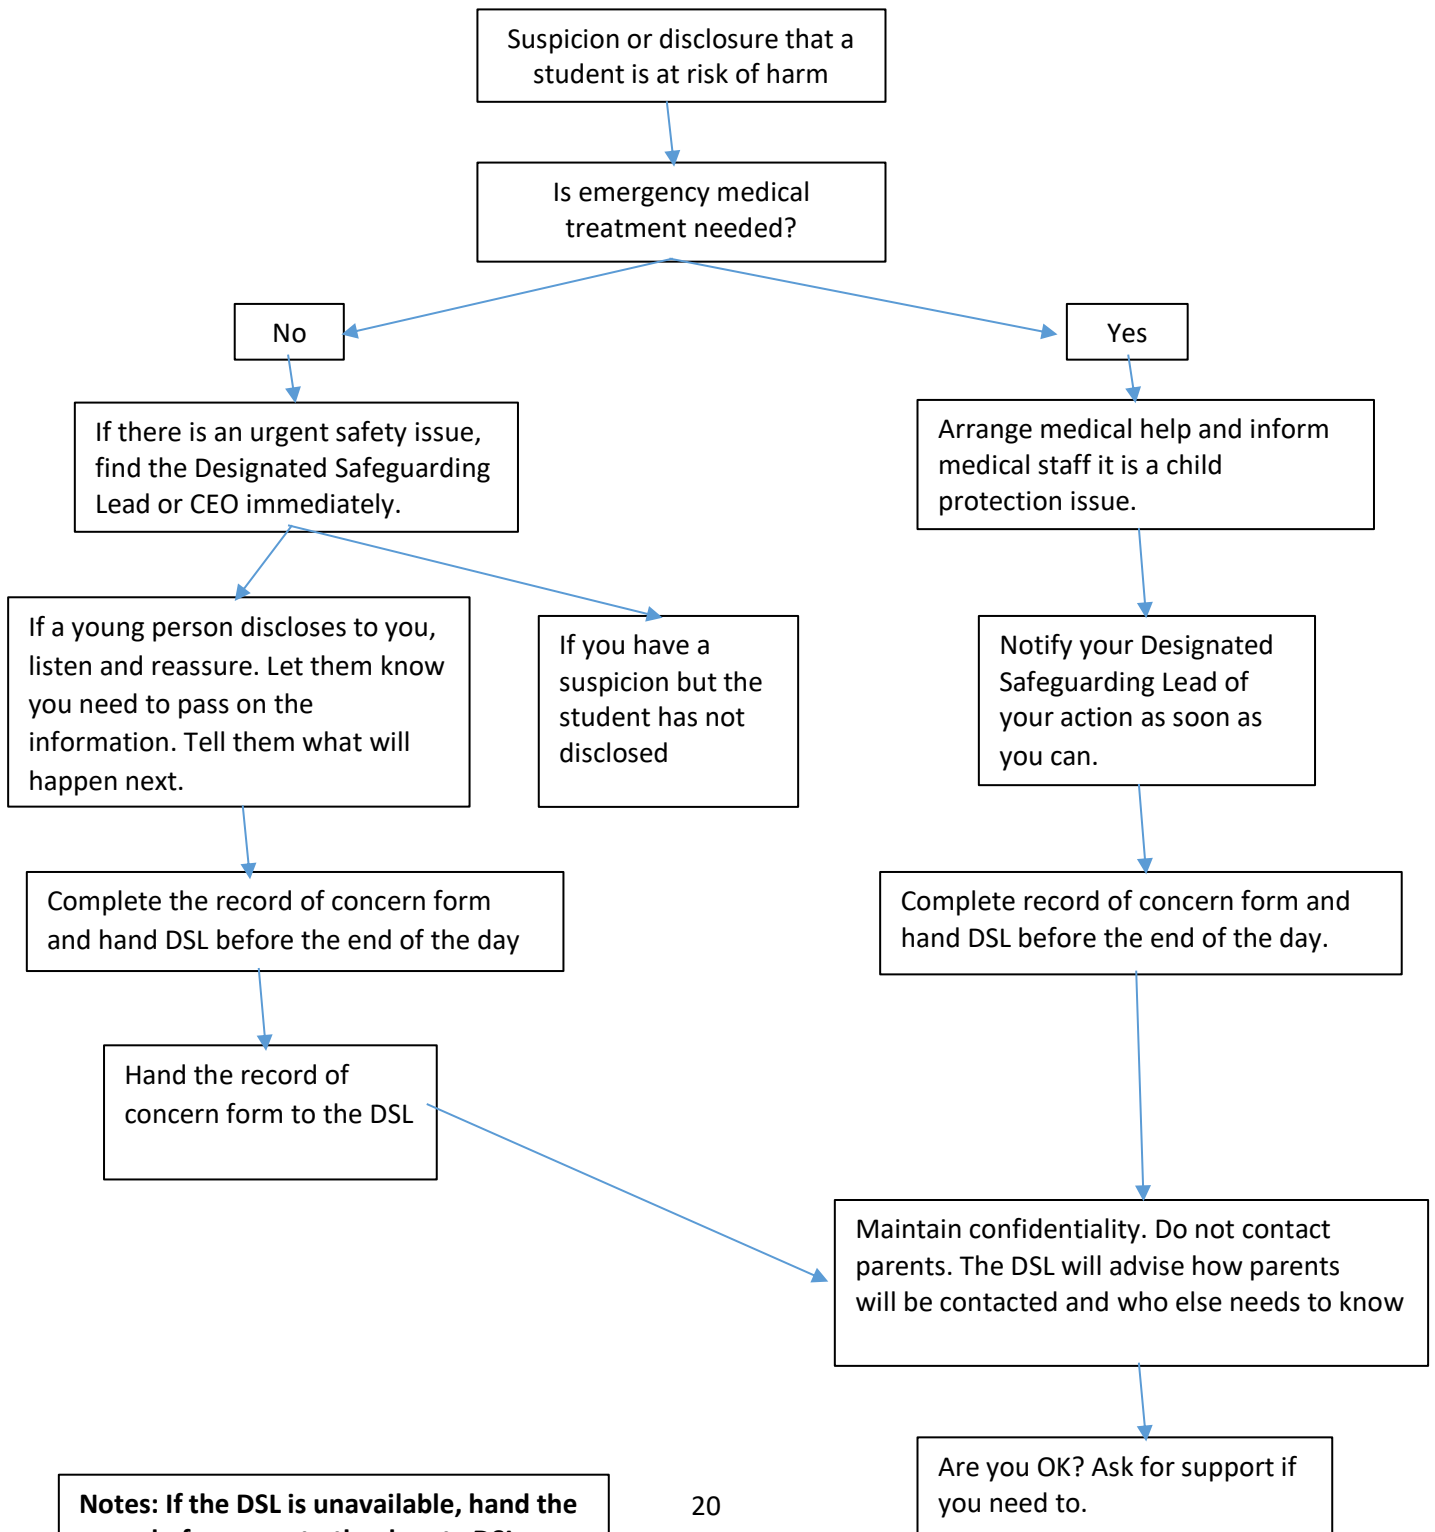 Suspicion or disclosure that a
student is at risk of harm
Is emergency medical
treatment needed?
No
Yes
If there is an urgent safety issue,
find the Designated Safeguarding
Lead or CEO immediately.
Arrange medical help and inform
medical staff it is a child
protection issue.
If a young person discloses to you,
listen and reassure. Let them know
you need to pass on the
information. Tell them what will
happen next.
If you have a
suspicion but the
student has not
disclosed
Notify your Designated
Safeguarding Lead of
your action as soon as
you can.
Complete the record of concern form
and hand DSL before the end of the day
Complete record of concern form and
hand DSL before the end of the day.
Hand the record of
concern form to the DSL
Maintain confidentiality. Do not contact
parents. The DSL will advise how parents
will be contacted and who else needs to know
Are you OK? Ask for support if
you need to.
Notes: If the DSL is unavailable, hand the
20